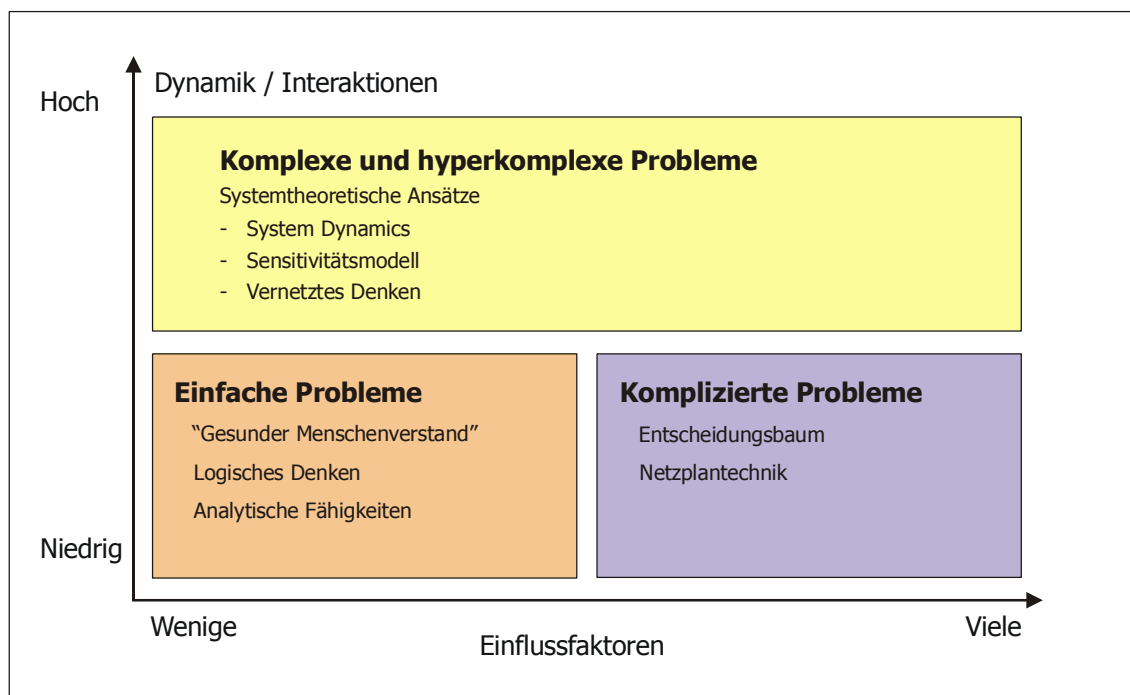 Dynamik / Interaktionen
Hoch
Komplexe und hyperkomplexe Probleme
Systemtheoretische Ansätze
- System Dynamics
- Sensitivitätsmodell
- Vernetztes Denken
Einfache Probleme
“Gesunder Menschenverstand”
Logisches Denken
Analytische Fähigkeiten
Komplizierte Probleme
Entscheidungsbaum
Netzplantechnik
Niedrig
Wenige
Einflussfaktoren
Viele